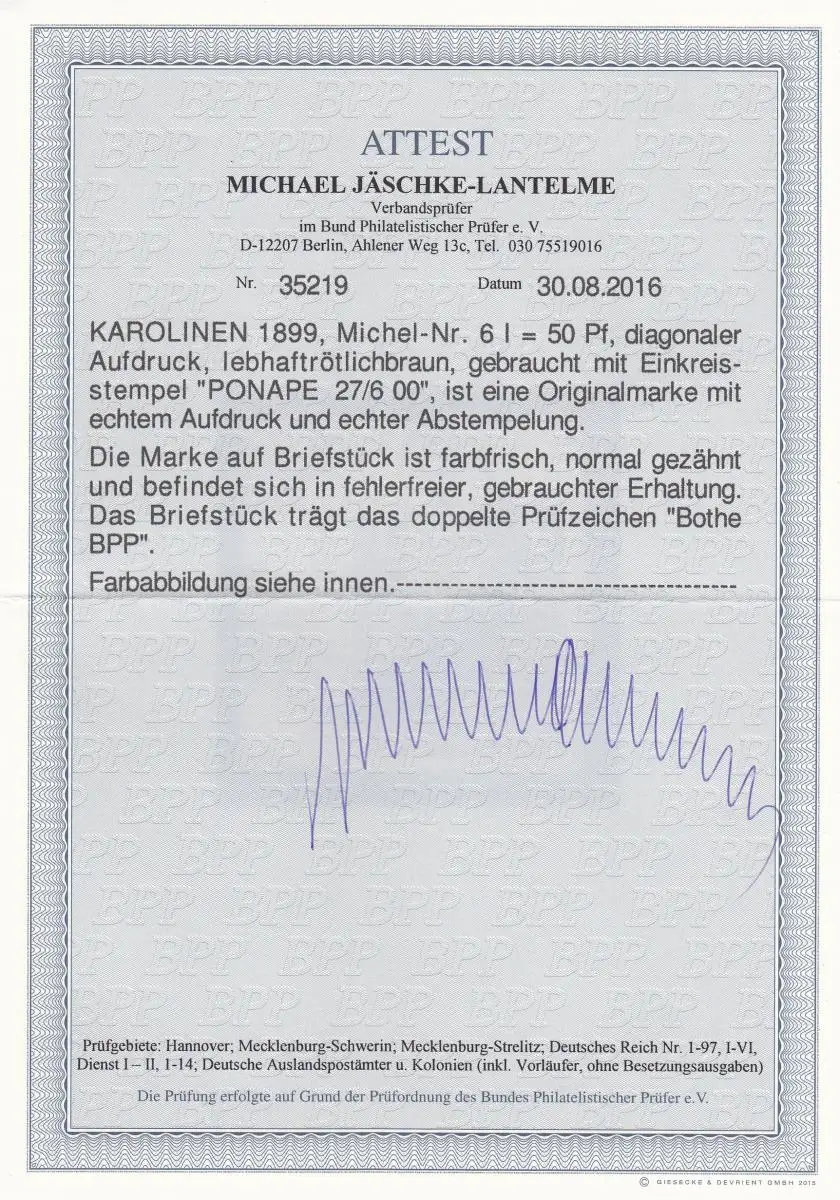 ATTEST
MICHAEL JÄSCHKE-LANTELME
Verbandsprüfer
im Bund Philatelistischer Prüfer e. V.
D-12207 Berlin, Ahlener Weg 13c, Tel. 030 75519016
Nr. 35219 Datum 30.08.2016
KAROLINEN 1899, Michel-Nr. 6 I = 50 Pf, diagonaler
Aufdruck, lebhaftrötlichbraun, gebraucht mit Einkreis-
stempel "PONAPE 27/6 00", ist eine Originalmarke mit
echtem Aufdruck und echter Abstempelung.
Die Marke auf Briefstück ist farbfrisch, normal gezähnt
und befindet sich in fehlerfreier, gebrauchter Erhaltung.
Das Briefstück trägt das doppelte Prüfzeichen "Bothe
BPP".
Farbabbildung siehe innen.--------------------------------------
Prüfgebiete: Hannover; Mecklenburg-Schwerin; Mecklenburg-Strelitz; Deutsches Reich Nr. 1-97, I-VI,
Dienst I – II, 1-14; Deutsche Auslandspostämter u. Kolonien (inkl. Vorläufer, ohne Besetzungsausgaben)
Die Prüfung erfolgte auf Grund der Prüfordnung des Bundes Philatelistischer Prüfer e.V.
© GIESECKE & DEVRIENT GMBH 2015